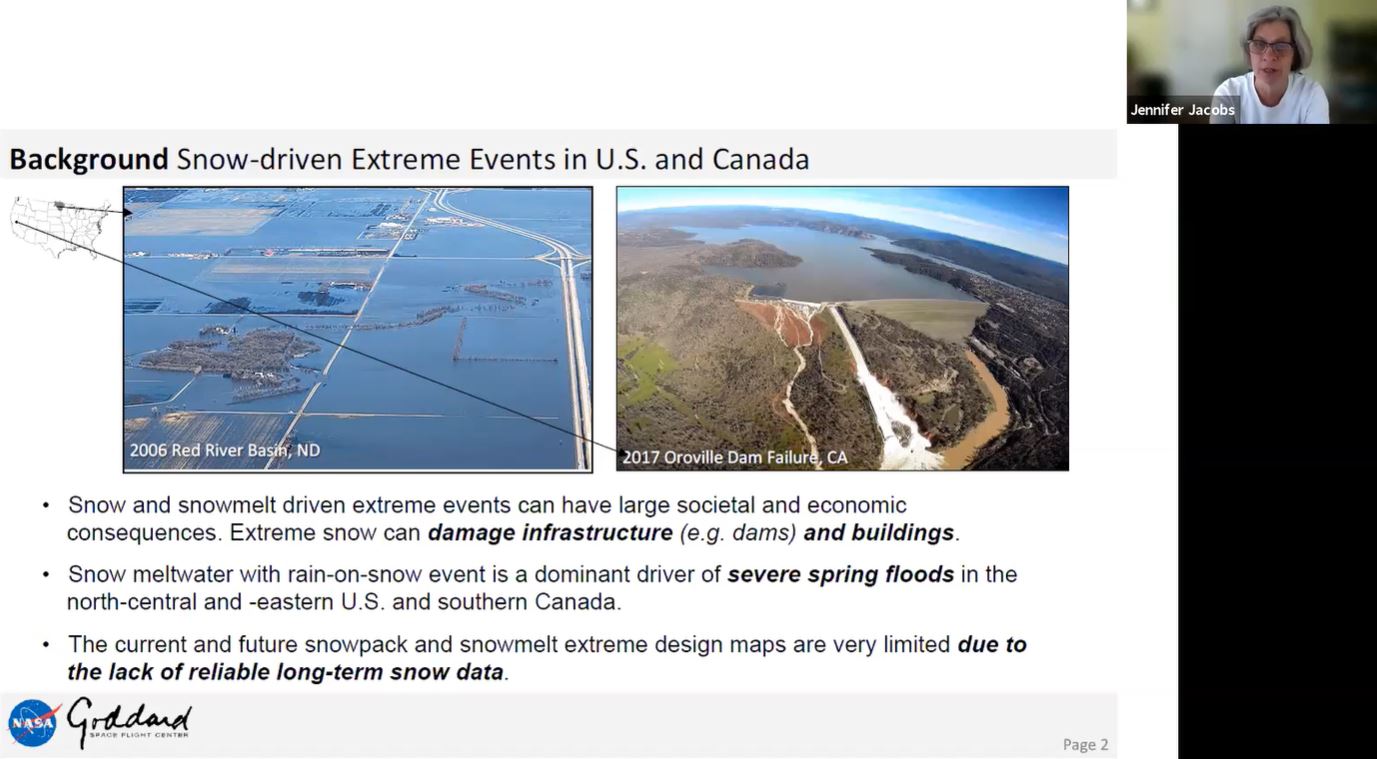 Jennifer Jacobs
Background Snow-driven Extreme Events in U.S. and Canada
2006 Red River Basin, ND
2017 Oroville Dam Failure, CA
• Snow and snowmelt driven extreme events can have large societal and economic
consequences. Extreme snow can damage infrastructure (e.g. dams) and buildings.
• Snow meltwater with rain-on-snow event is a dominant driver of severe spring floods in the
north-central and -eastern U.S. and southern Canada.
• The current and future snowpack and snowmelt extreme design maps are very limited due to
the lack of reliable long-term snow data.
NASA
Goddard
SPACE FLIGHT CENTER
Page 2